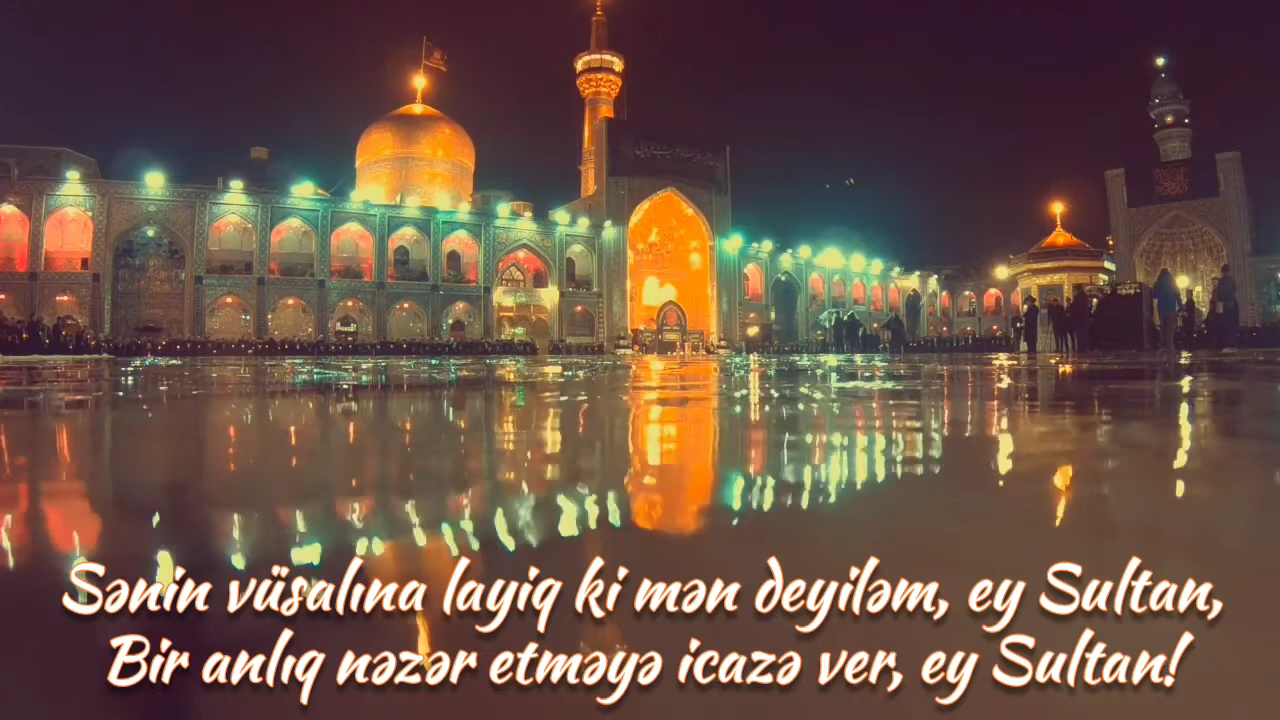 Sənin vüsalına layiq ki mən deyiləm, ey Sultan,
Bir anlıq nəzər etməyə icazə ver, ey Sultan!